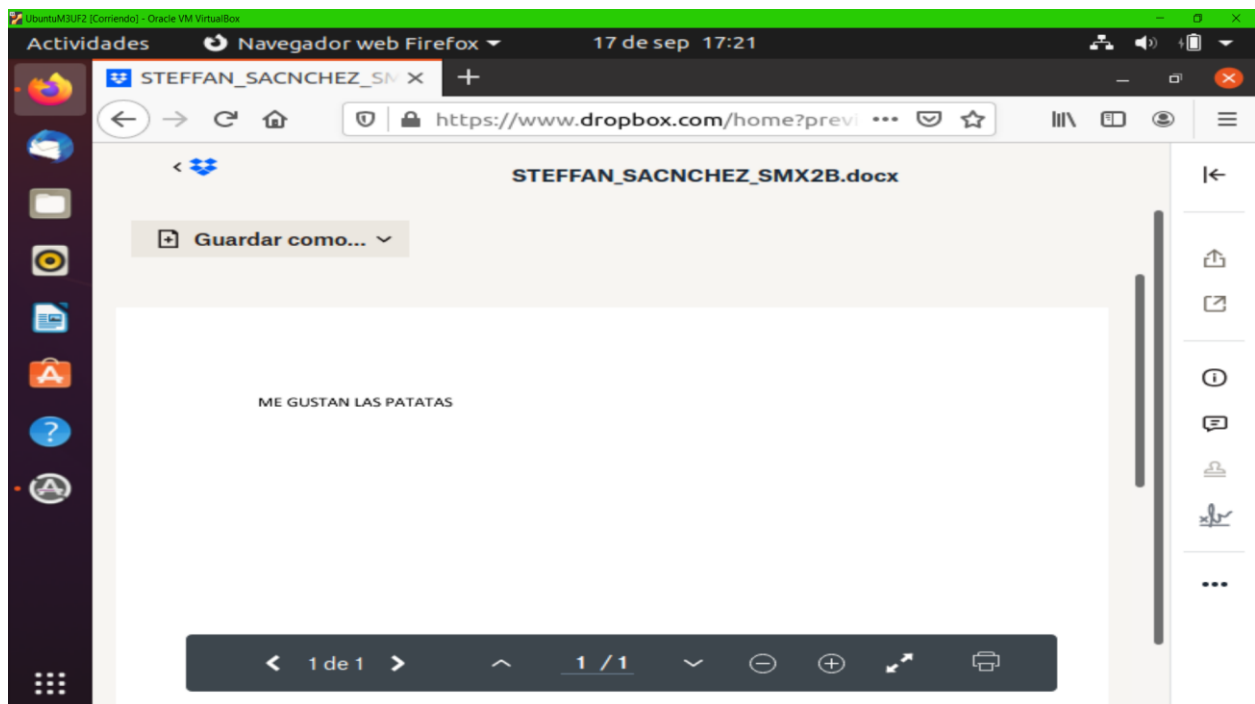 UbuntuM3UF2 [Corriendo] - Oracle VM VirtualBox
Actividades Navegador web Firefox 17 de sep 17:21
STEFFAN_SACNCHEZ_SM
https://www.dropbox.com/home?previ
STEFFAN_SACNCHEZ_SMX2B.docx
Guardar como...
ME GUSTAN LAS PATATAS
1 de 1 1 / 1